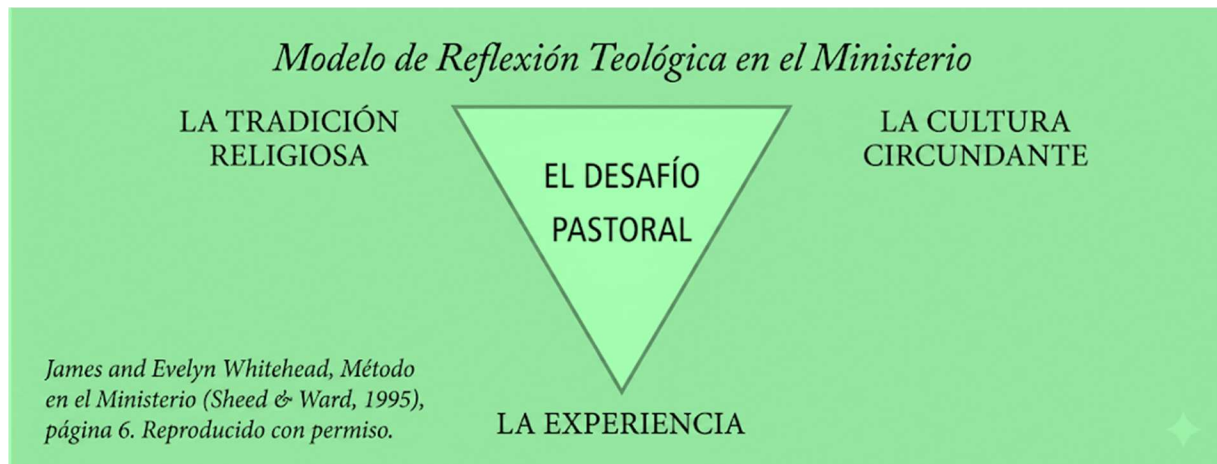 Modelo de Reflexión Teológica en el Ministerio
LA TRADICIÓN
RELIGIOSA
LA CULTURA
CIRCUNDANTE
EL DESAFÍO
PASTORAL
James and Evelyn Whitehead, Método
en el Ministerio (Sheed & Ward, 1995),
página 6. Reproducido con permiso.
LA EXPERIENCIA